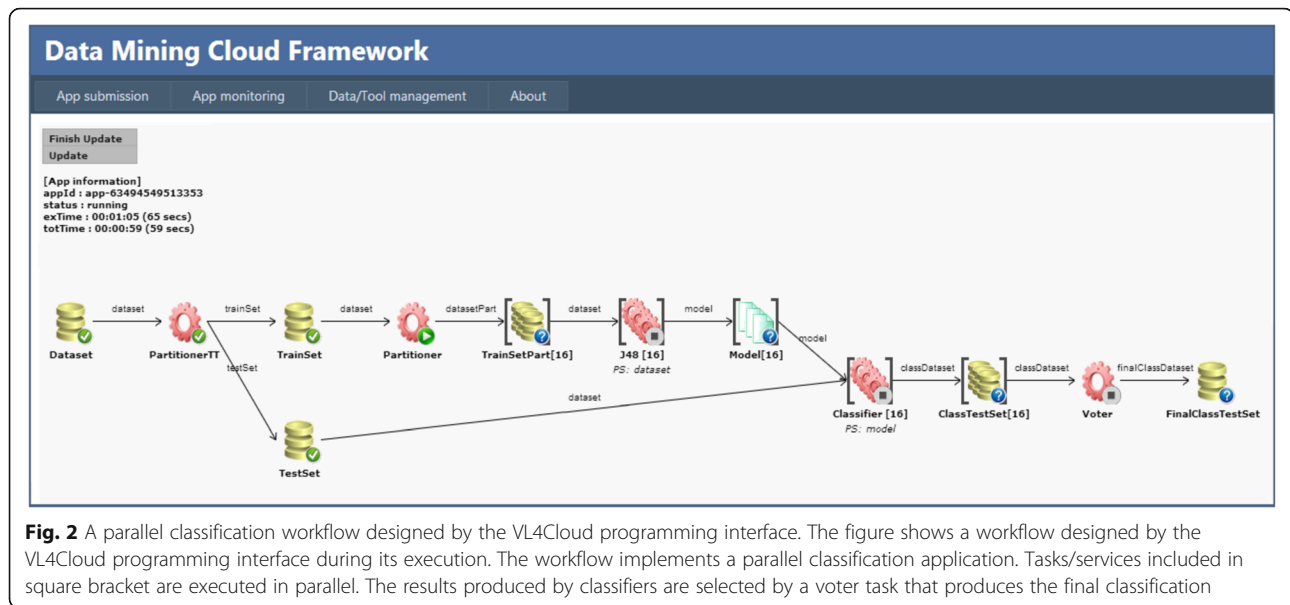 Data Mining Cloud Framework
App submission App monitoring Data/Tool management About
Finish Update
Update
[App information]
appId : app-63494549513353
status : running
exTime : 00:01:05 (65 secs)
totTime : 00:00:59 (59 secs)
dataset trainSet dataset datasetPart dataset model
Dataset PartitionerTT TrainSet Partitioner TrainSetPart[16] J48 [16] Model[16]
PS: dataset
model
testSet
classDataset classDataset finalClassDataset
dataset
Classifier [16] ClassTestSet[16] Voter FinalClassTestSet
PS: model
TestSet
Fig. 2 A parallel classification workflow designed by the VL4Cloud programming interface. The figure shows a workflow designed by the
VL4Cloud programming interface during its execution. The workflow implements a parallel classification application. Tasks/services included in
square bracket are executed in parallel. The results produced by classifiers are selected by a voter task that produces the final classification